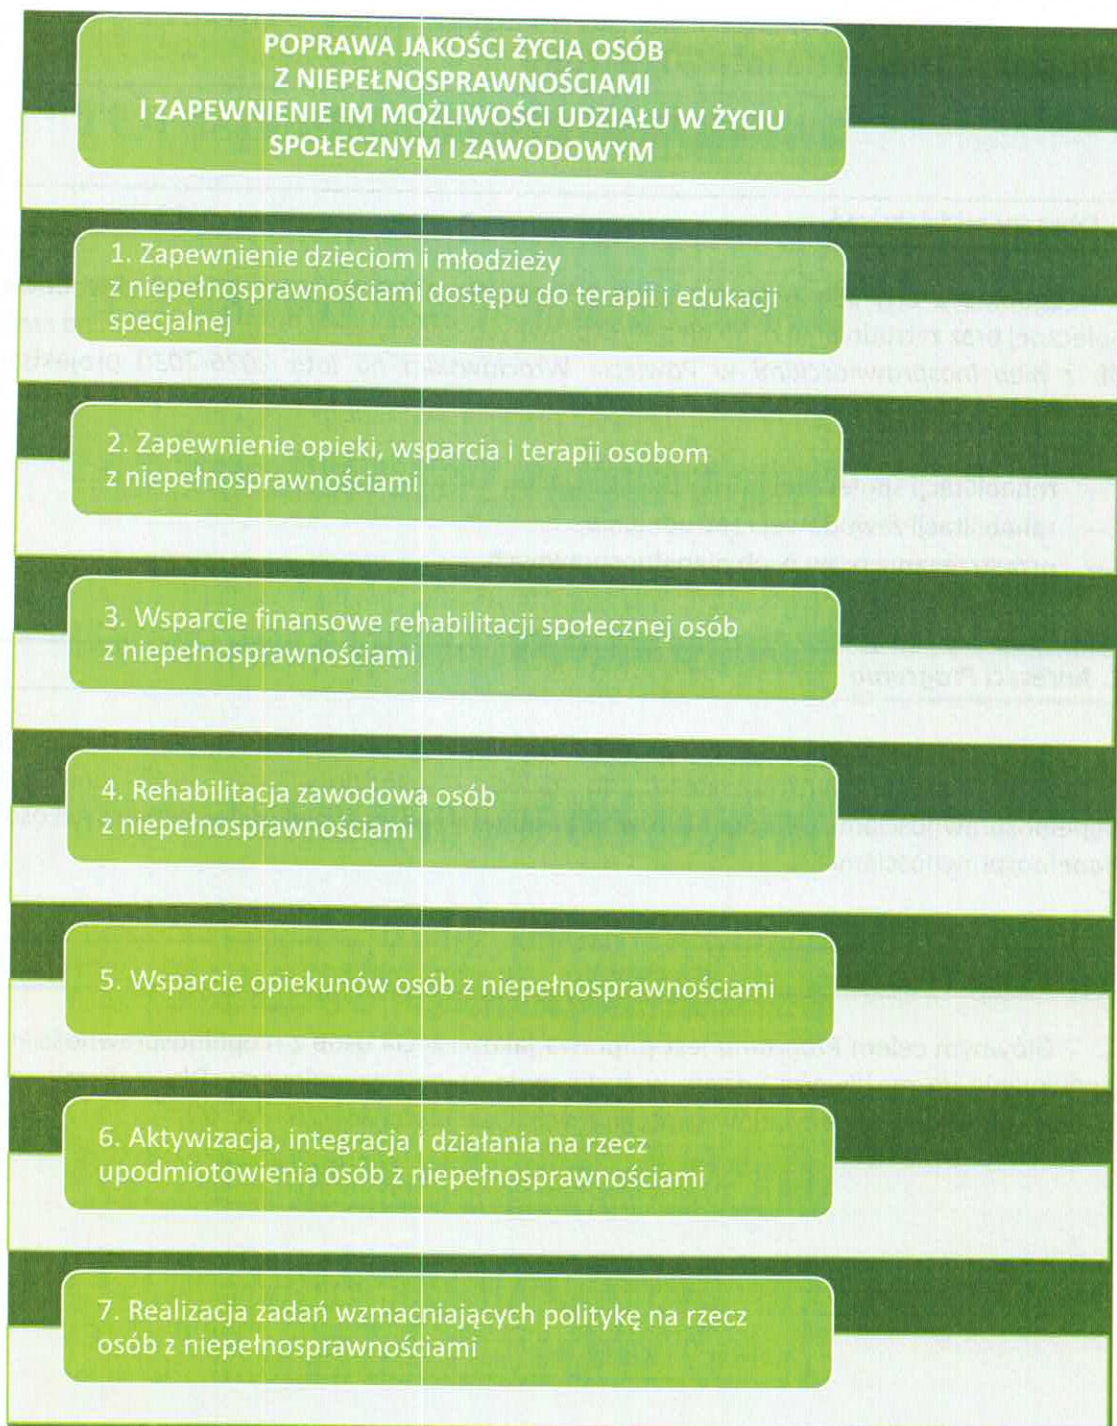 POPRAWA JAKOŚCI ŻYCIA OSÓB
Z NIEPEŁNOSPRAWNOŚCIAMI
I ZAPEWNIENIE IM MOŻLIWOŚCI UDZIAŁU W ŻYCIU
SPOŁECZNYM I ZAWODOWYM
1. Zapewnienie dzieciom i młodzieży
z niepełnosprawnościami dostępu do terapii i edukacji
specjalnej
2. Zapewnienie opieki, wsparcia i terapii osobom
z niepełnosprawnościami
3. Wsparcie finansowe rehabilitacji społecznej osób
z niepełnosprawnościami
4. Rehabilitacja zawodowa osób
z niepełnosprawnościami
5. Wsparcie opiekunów osób z niepełnosprawnościami
6. Aktywizacja, integracja i działania na rzecz
upodmiotowienia osób z niepełnosprawnościami
7. Realizacja zadań wzmacniających politykę na rzecz
osób z niepełnosprawnościami